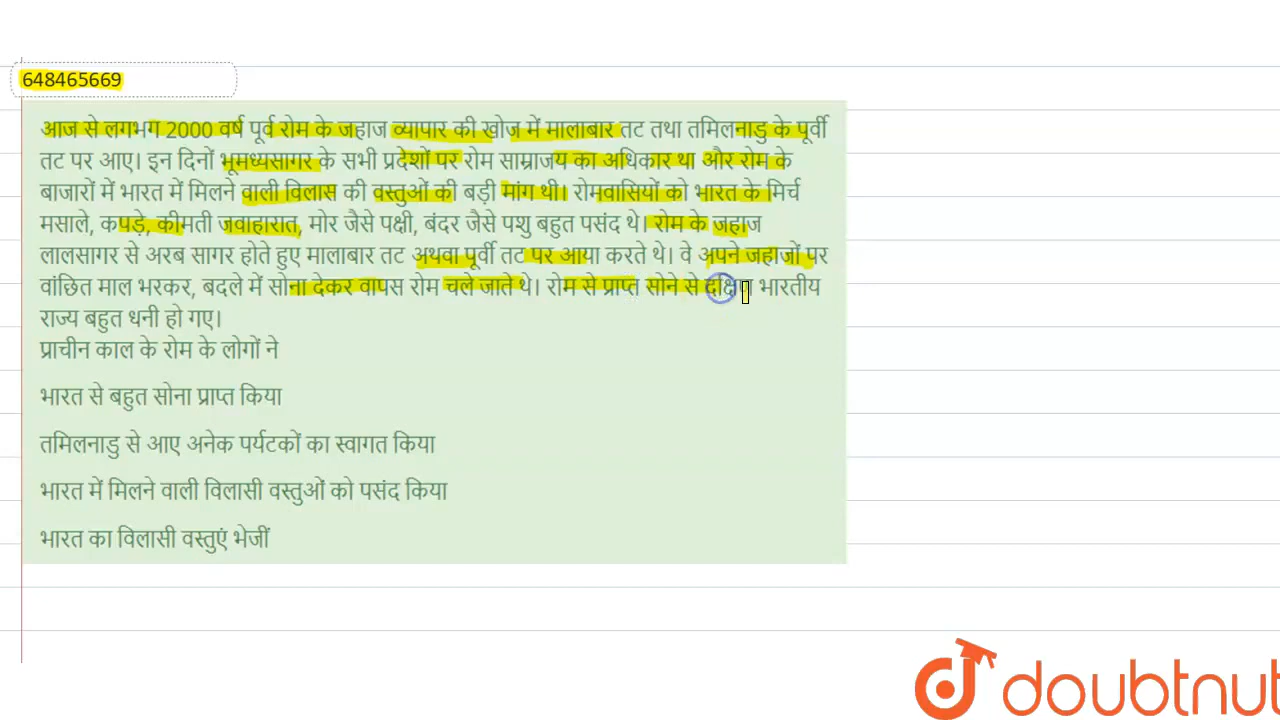 648465669
आज से लगभग 2000 वर्ष पूर्व रोम के जहाज व्यापार की खोज में मालाबार तट तथा तमिलनाडु के पूर्वी
तट पर आए। इन दिनों भूमध्यसागर के सभी प्रदेशों पर रोम साम्राज्य का अधिकार था और रोम के
बाजारों में भारत में मिलने वाली विलास की वस्तुओं की बड़ी मांग थी। रोमवासियों को भारत के मिर्च
मसाले, कपड़े, कीमती जवाहारात, मोर जैसे पक्षी, बंदर जैसे पशु बहुत पसंद थे। रोम के जहाज
लालसागर से अरब सागर होते हुए मालाबार तट अथवा पूर्वी तट पर आया करते थे। वे अपने जहाजों पर
वांछित माल भरकर, बदले में सोना देकर वापस रोम चले जाते थे। रोम से प्राप्त सोने से दक्षिण भारतीय
राज्य बहुत धनी हो गए।
प्राचीन काल के रोम के लोगों ने
भारत से बहुत सोना प्राप्त किया
तमिलनाडु से आए अनेक पर्यटकों का स्वागत किया
भारत में मिलने वाली विलासी वस्तुओं को पसंद किया
भारत का विलासी वस्तुएं भेजीं
doubtnut